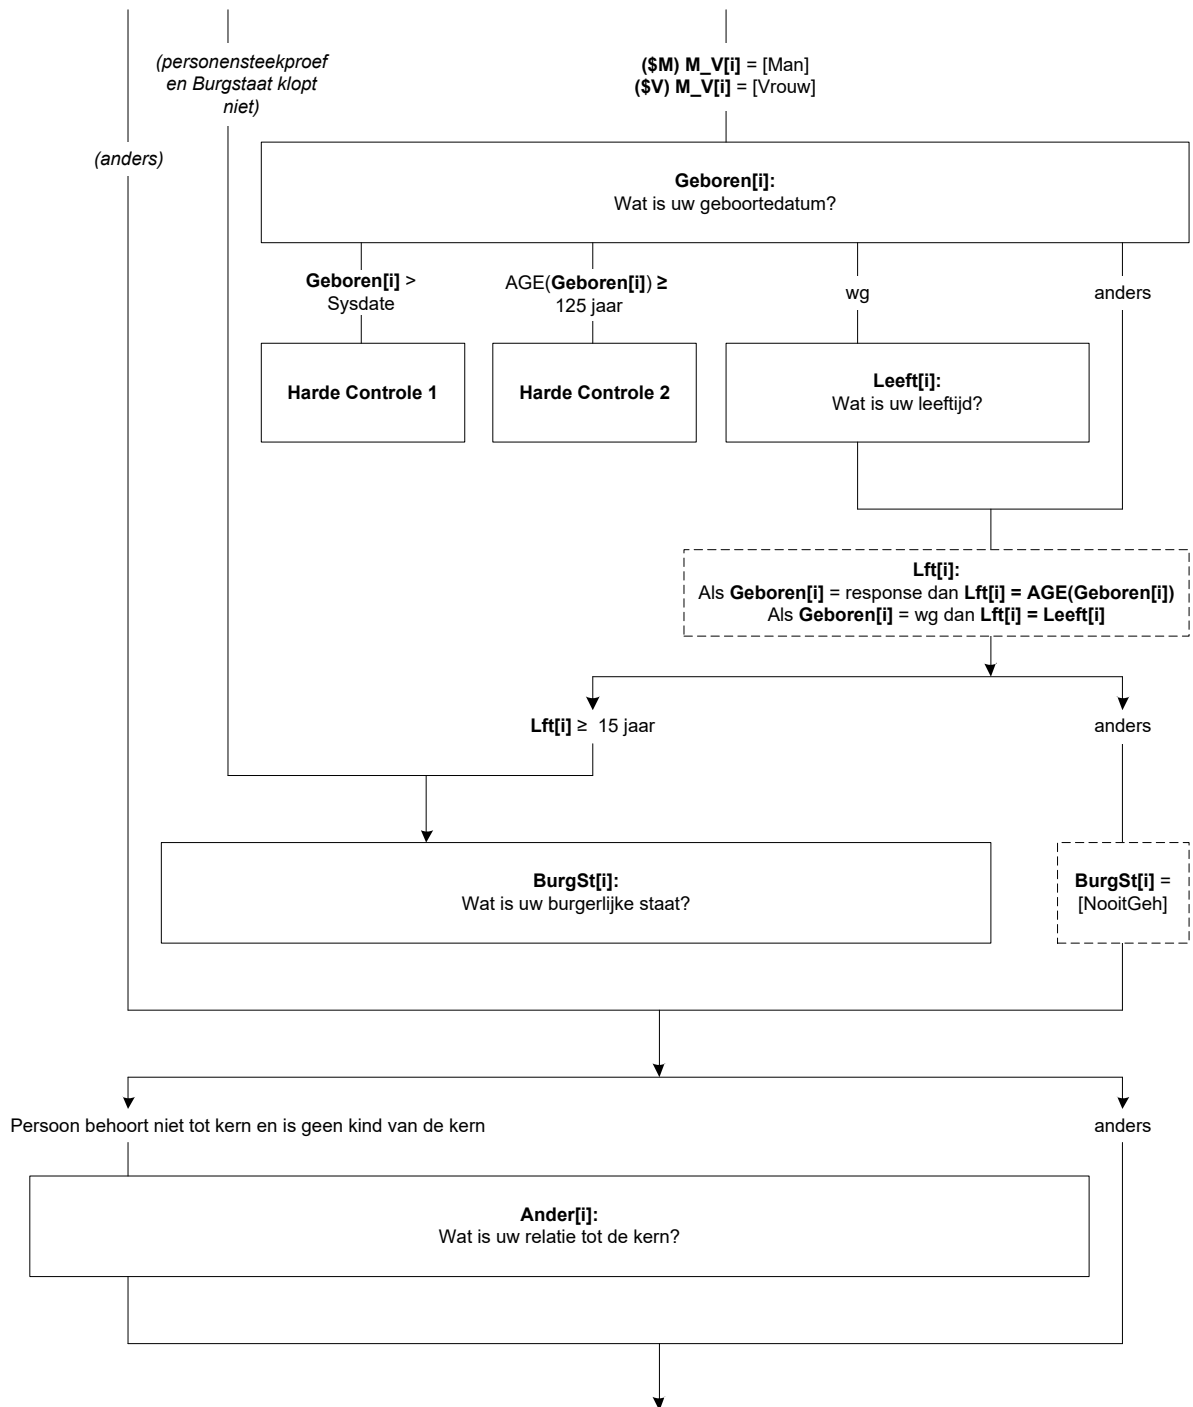 (personensteekproef
en Burgstaat klopt
niet)
($M) M_V[i] = [Man]
($V) M_V[i] = [Vrouw]
(anders)
Geboren[i]:
Wat is uw geboortedatum?
Geboren[i] >
Sysdate
AGE(Geboren[i]) ≥
125 jaar
wg
anders
Harde Controle 1
Harde Controle 2
Leeft[i]:
Wat is uw leeftijd?
Lft[i]:
Als Geboren[i] = response dan Lft[i] = AGE(Geboren[i])
Als Geboren[i] = wg dan Lft[i] = Leeft[i]
Lft[i] ≥ 15 jaar
anders
BurgSt[i]:
Wat is uw burgerlijke staat?
BurgSt[i] =
[NooitGeh]
Persoon behoort niet tot kern en is geen kind van de kern
anders
Ander[i]:
Wat is uw relatie tot de kern?